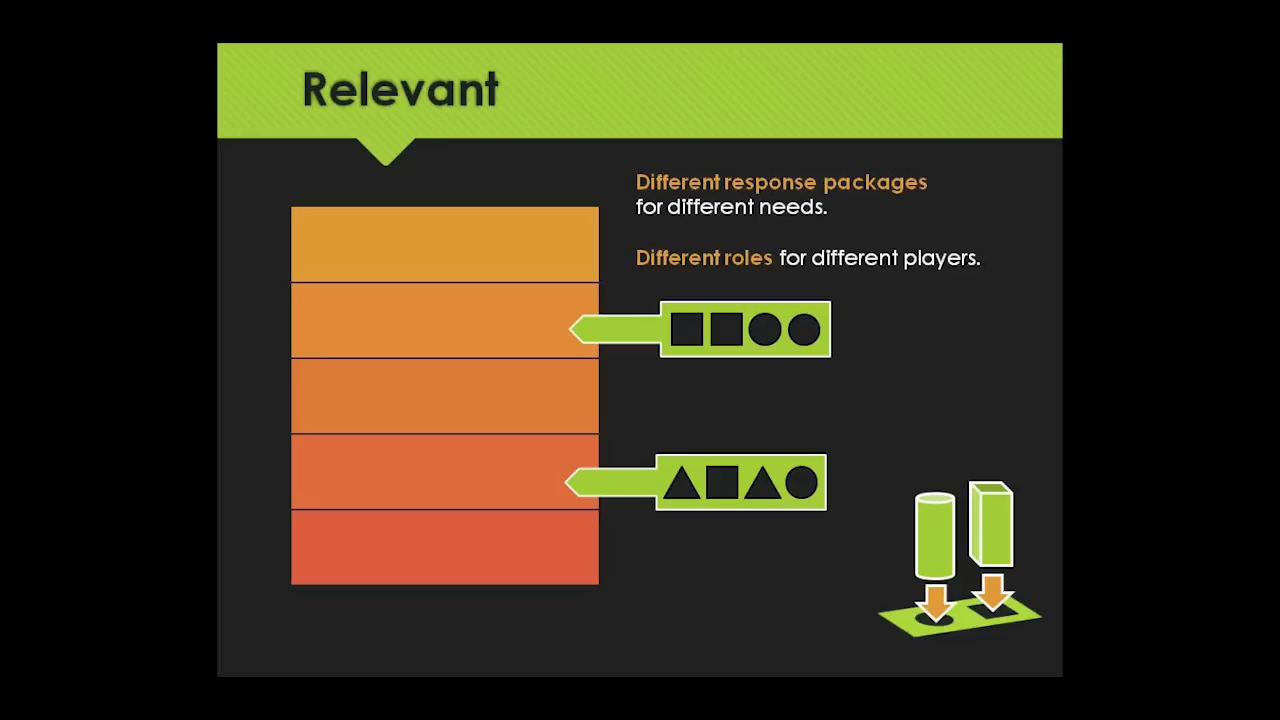 Relevant
Different response packages
for different needs.
Different roles for different players.